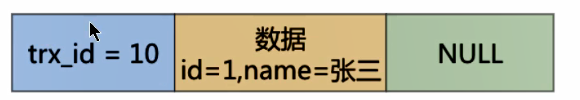 trx_id = 10
数据
id=1,name=张三
NULL